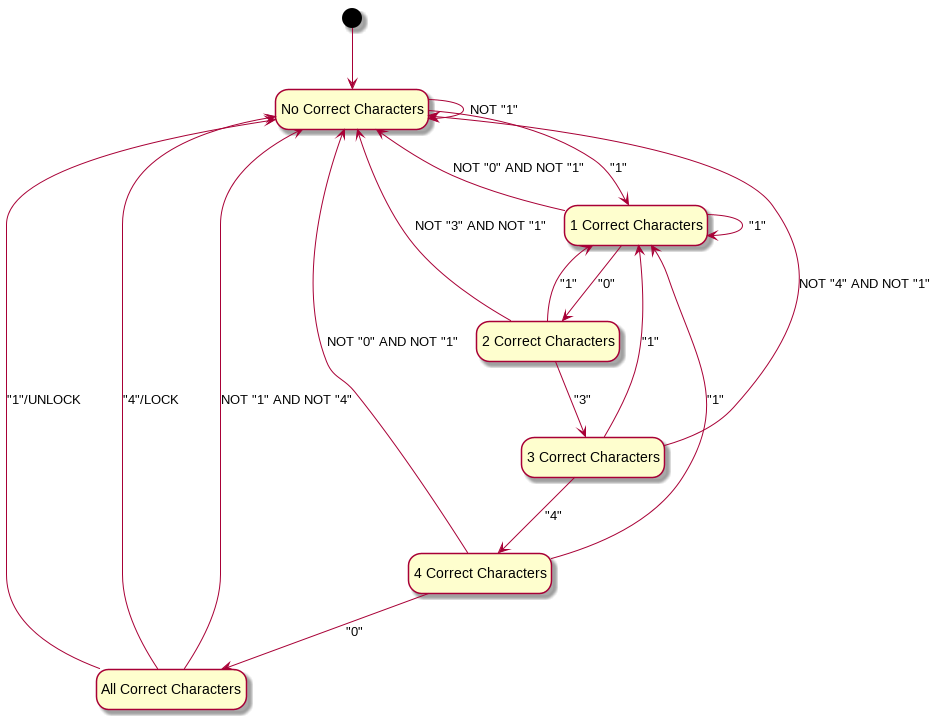 No Correct Characters
NOT "1"
NOT "0" AND NOT "1"
"1"
NOT "3" AND NOT "1"
1 Correct Characters
"1"
"1"
"0"
NOT "4" AND NOT "1"
2 Correct Characters
NOT "0" AND NOT "1"
"1"
"1"/UNLOCK
"4"/LOCK
NOT "1" AND NOT "4"
"3"
"1"
3 Correct Characters
"4"
4 Correct Characters
"0"
All Correct Characters